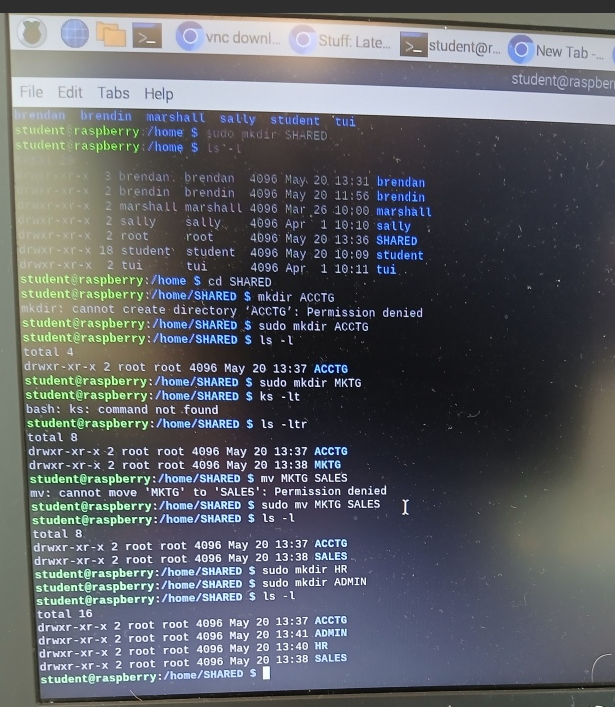 vnc downl... Stuff: Late... student@r... New Tab -...
student@raspber
File Edit Tabs Help
brendan brendin marshall sally student tui
student@raspberry:/home $ sudo mkdir SHARED
student@raspberry:/home $ ls -l
drwxr-xr-x 3 brendan brendan 4096 May 20 13:31 brendan
drwxr-xr-x 2 brendin brendin 4096 May 20 11:56 brendin
drwxr-xr-x 2 marshall marshall 4096 Mar 26 10:00 marshall
drwxr-xr-x 2 sally sally 4096 Apr 1 10:10 sally
drwxr-xr-x 2 root root 4096 May 20 13:36 SHARED
drwxr-xr-x 18 student student 4096 May 20 10:09 student
drwxr-xr-x 2 tui tui 4096 Apr 1 10:11 tui
student@raspberry:/home $ cd SHARED
student@raspberry:/home/SHARED $ mkdir ACCTG
mkdir: cannot create directory ‘ACCTG’: Permission denied
student@raspberry:/home/SHARED $ sudo mkdir ACCTG
student@raspberry:/home/SHARED $ ls -l
total 4
drwxr-xr-x 2 root root 4096 May 20 13:37 ACCTG
student@raspberry:/home/SHARED $ sudo mkdir MKTG
student@raspberry:/home/SHARED $ ks -lt
bash: ks: command not found
student@raspberry:/home/SHARED $ ls -ltr
total 8
drwxr-xr-x 2 root root 4096 May 20 13:37 ACCTG
drwxr-xr-x 2 root root 4096 May 20 13:38 MKTG
student@raspberry:/home/SHARED $ mv MKTG SALES
mv: cannot move 'MKTG' to 'SALES': Permission denied
student@raspberry:/home/SHARED $ sudo mv MKTG SALES
student@raspberry:/home/SHARED $ ls -l
total 8
drwxr-xr-x 2 root root 4096 May 20 13:37 ACCTG
drwxr-xr-x 2 root root 4096 May 20 13:38 SALES
student@raspberry:/home/SHARED $ sudo mkdir HR
student@raspberry:/home/SHARED $ sudo mkdir ADMIN
student@raspberry:/home/SHARED $ ls -l
total 16
drwxr-xr-x 2 root root 4096 May 20 13:37 ACCTG
drwxr-xr-x 2 root root 4096 May 20 13:41 ADMIN
drwxr-xr-x 2 root root 4096 May 20 13:40 HR
drwxr-xr-x 2 root root 4096 May 20 13:38 SALES
student@raspberry:/home/SHARED $